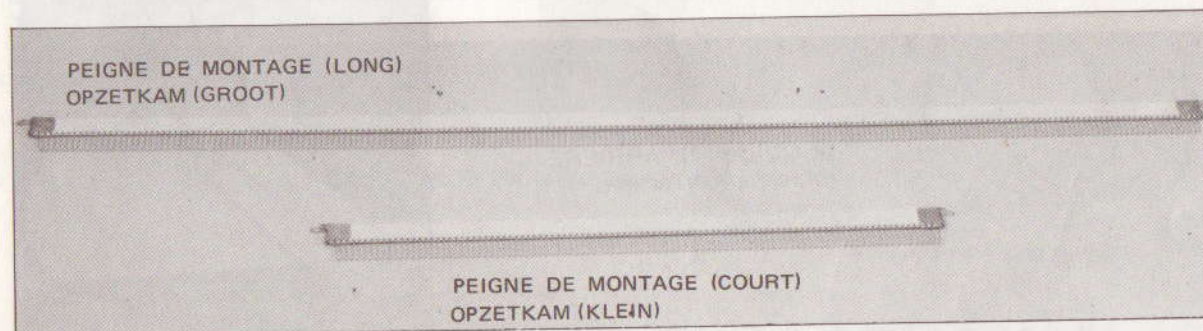 PEIGNE DE MONTAGE (LONG)
OPZETKAM (GROOT)
PEIGNE DE MONTAGE (COURT)
OPZETKAM (KLEIN)